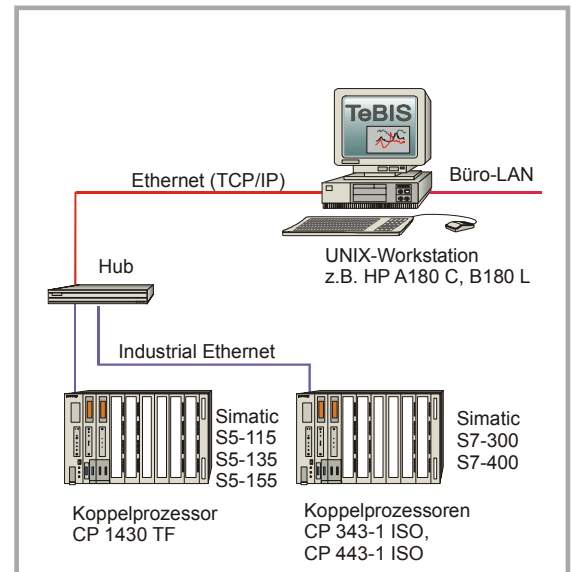 TeBIS
Ethernet (TCP/IP)
Büro-LAN
UNIX-Workstation
z.B. HP A180 C, B180 L
Hub
Industrial Ethernet
Simatic
S5-115
S5-135
S5-155
Simatic
S7-300
S7-400
Koppelprozessor
CP 1430 TF
Koppelprozessoren
CP 343-1 ISO,
CP 443-1 ISO